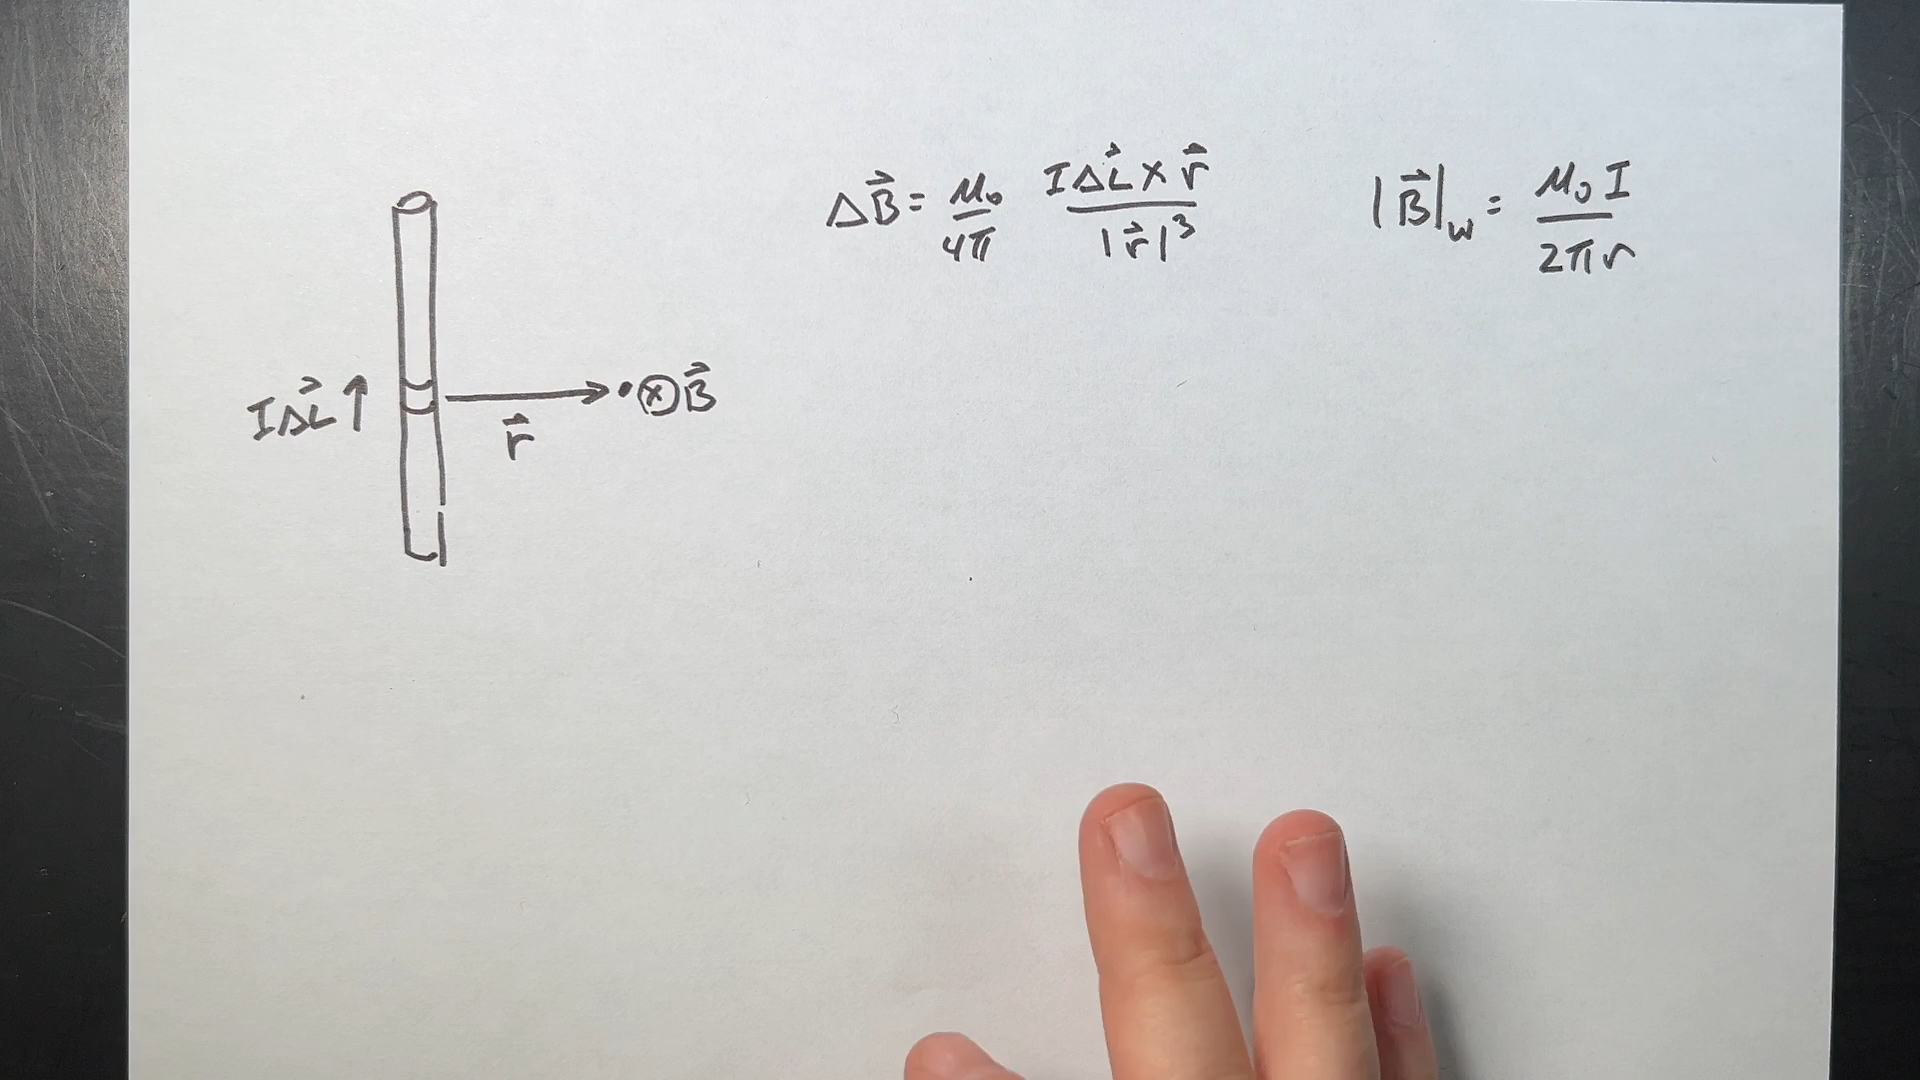 ΔB⃗ = μ₀/4π IΔL⃗ × r⃗/|r⃗|³
|B⃗|w = μ₀I/2πr
IΔL⃗ ↑
r⃗
⊗ B⃗